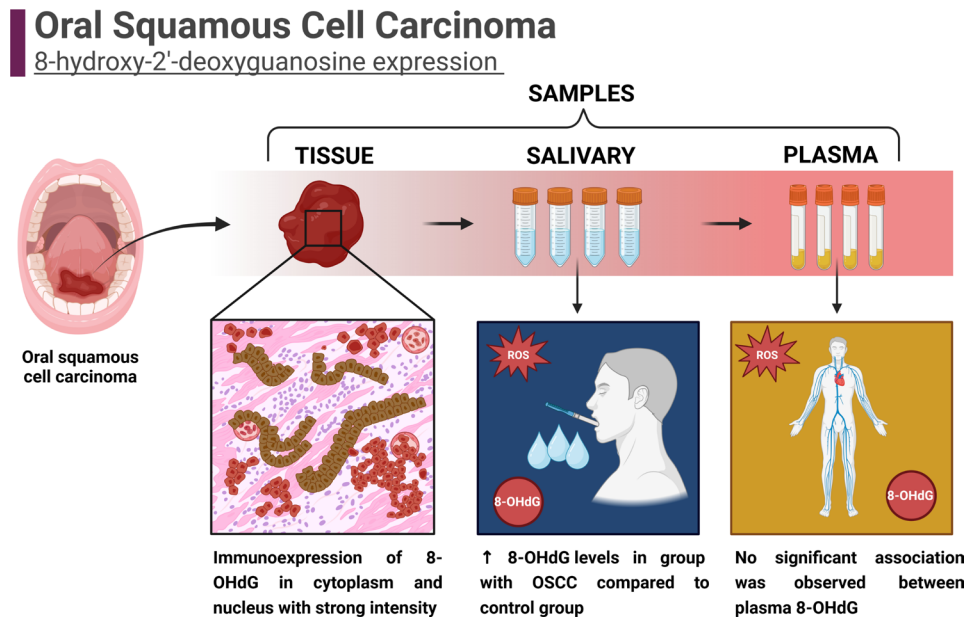 Oral Squamous Cell Carcinoma
8-hydroxy-2'-deoxyguanosine expression
SAMPLES
TISSUE
SALIVARY
PLASMA
Oral squamous
cell carcinoma
ROS
8-OHdG
ROS
8-OHdG
Immunoexpression of 8-
OHdG in cytoplasm and
nucleus with strong intensity
↑ 8-OHdG levels in group
with OSCC compared to
control group
No significant association
was observed between
plasma 8-OHdG